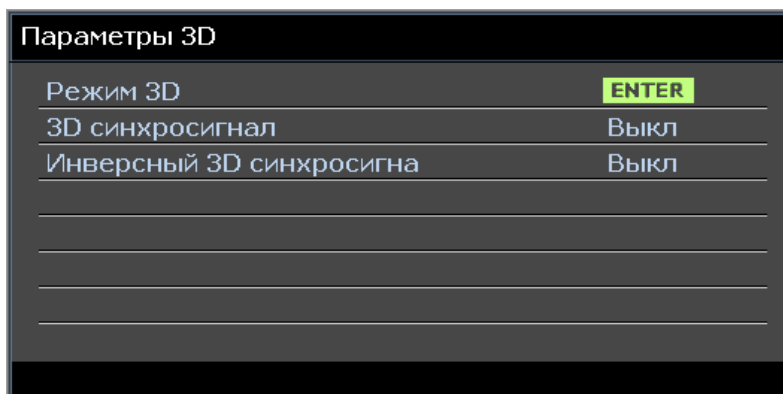 Параметры 3D
Режим 3D ENTER
3D синхросигнал Выкл
Инверсный 3D синхросигна Выкл